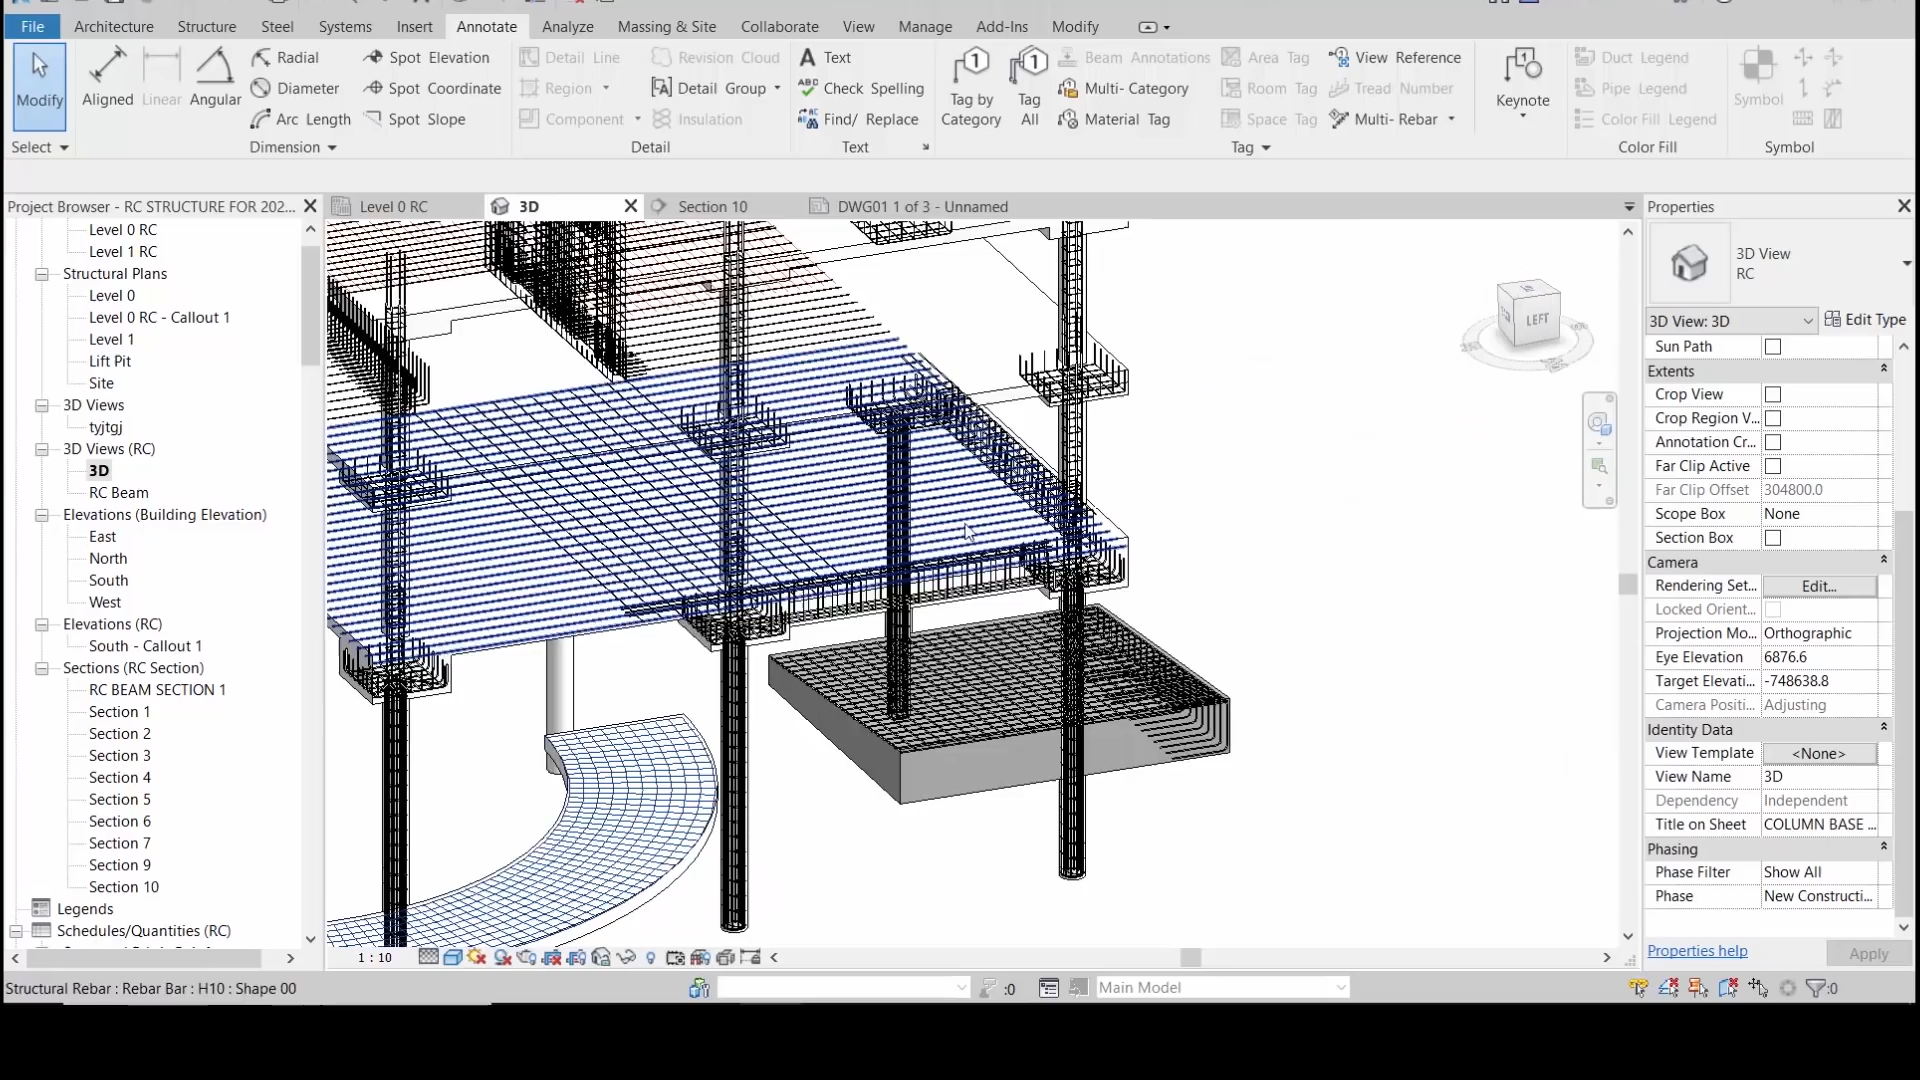 File Architecture Structure Steel Systems Insert Annotate Analyze Massing & Site Collaborate View Manage Add-Ins Modify
Modify
Select
Aligned
Linear
Angular
Radial
Diameter
Arc Length
Spot Elevation
Spot Coordinate
Spot Slope
Dimension
Detail Line
Region
Component
Revision Cloud
Detail Group
Insulation
Detail
A Text
ABC Check Spelling
Find/ Replace
Text
Tag by Category
Tag All
Beam Annotations
Multi- Category
Material Tag
Area Tag
Room Tag
Space Tag
View Reference
Tread Number
Multi- Rebar
Tag
Keynote
Duct Legend
Pipe Legend
Color Fill Legend
Color Fill
Symbol
Symbol
Project Browser - RC STRUCTURE FOR 202...
Level 0 RC
Level 1 RC
Structural Plans
Level 0
Level 0 RC - Callout 1
Level 1
Lift Pit
Site
3D Views
tyjtgj
3D Views (RC)
3D
RC Beam
Elevations (Building Elevation)
East
North
South
West
Elevations (RC)
South - Callout 1
Sections (RC Section)
RC BEAM SECTION 1
Section 1
Section 2
Section 3
Section 4
Section 5
Section 6
Section 7
Section 9
Section 10
Legends
Schedules/Quantities (RC)
Level 0 RC
3D
Section 10
DWG01 1 of 3 - Unnamed
LEFT
1 : 10
Properties
3D View
RC
3D View: 3D
Edit Type
Sun Path
Extents
Crop View
Crop Region V...
Annotation Cr...
Far Clip Active
Far Clip Offset 304800.0
Scope Box None
Section Box
Camera
Rendering Set... Edit...
Locked Orient...
Projection Mo... Orthographic
Eye Elevation 6876.6
Target Elevati... -748638.8
Camera Positi... Adjusting
Identity Data
View Template <None>
View Name 3D
Dependency Independent
Title on Sheet COLUMN BASE ...
Phasing
Phase Filter Show All
Phase New Constructi...
Properties help
Apply
Structural Rebar : Rebar Bar : H10 : Shape 00
:0
Main Model
:0